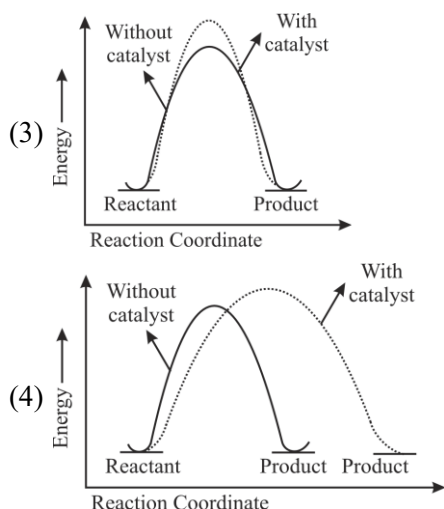 Without
catalyst
With
catalyst
(3)
Energy
Reactant
Product
Reaction Coordinate
With
catalyst
Without
catalyst
(4)
Energy
Reactant
Product
Product
Reaction Coordinate